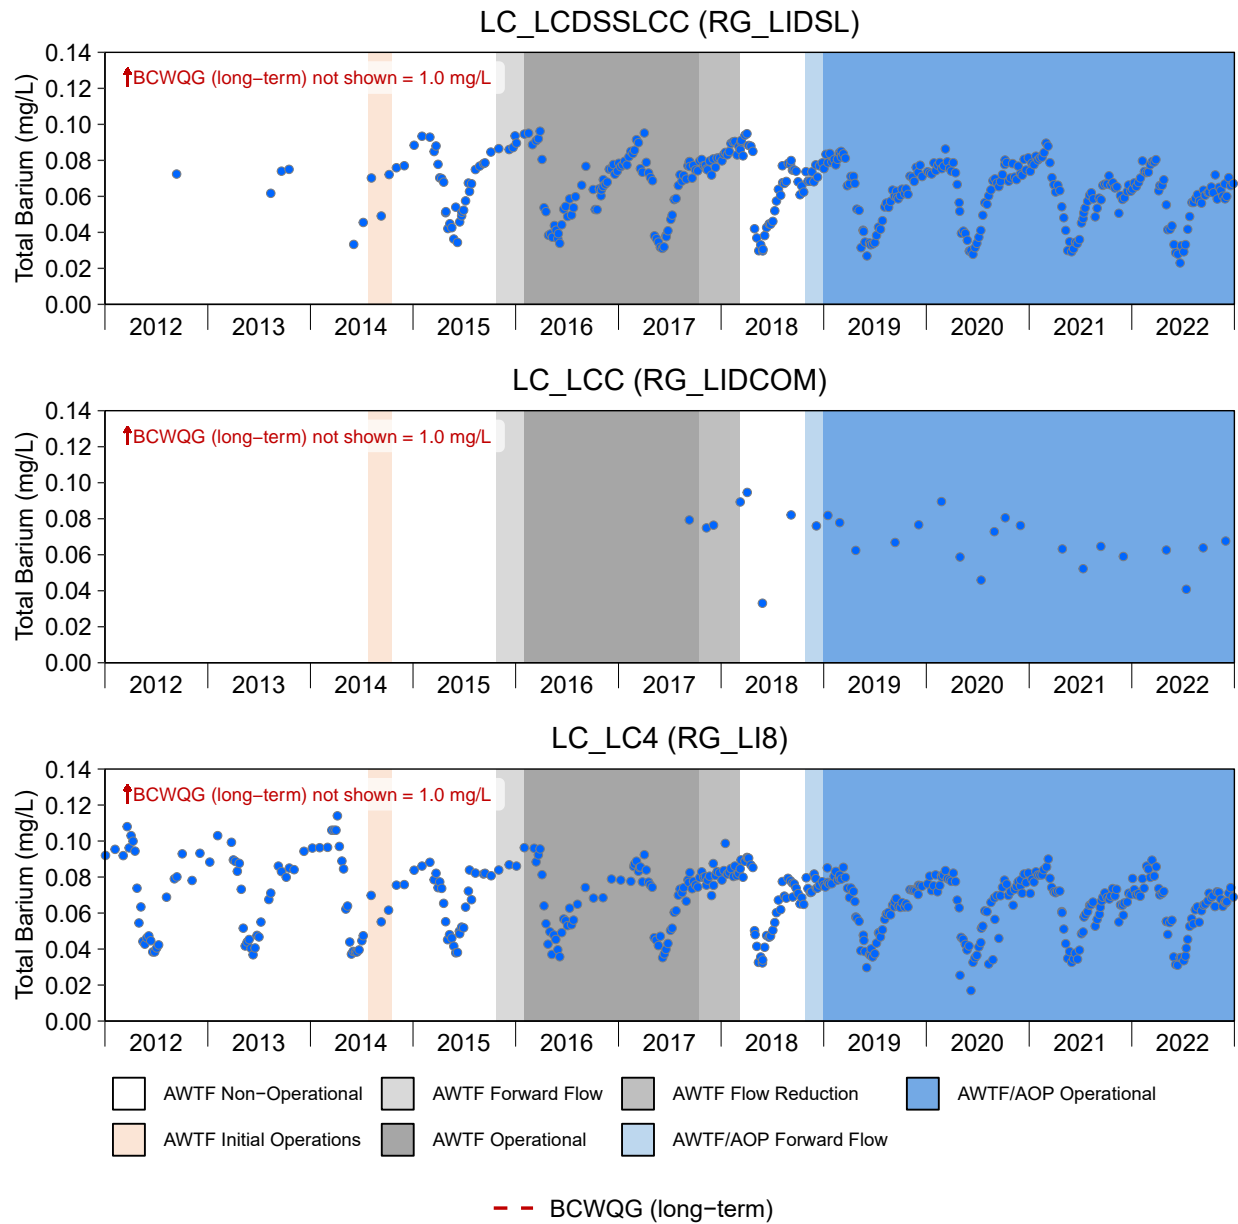 LC_LCDSSLCC (RG_LIDSL)
Total Barium (mg/L)
0.14
0.12
0.10
0.08
0.06
0.04
0.02
0.00
BCWQG (long−term) not shown = 1.0 mg/L
2012 2013 2014 2015 2016 2017 2018 2019 2020 2021 2022
LC_LCC (RG_LIDCOM)
Total Barium (mg/L)
0.14
0.12
0.10
0.08
0.06
0.04
0.02
0.00
BCWQG (long−term) not shown = 1.0 mg/L
2012 2013 2014 2015 2016 2017 2018 2019 2020 2021 2022
LC_LC4 (RG_LI8)
Total Barium (mg/L)
0.14
0.12
0.10
0.08
0.06
0.04
0.02
0.00
BCWQG (long−term) not shown = 1.0 mg/L
2012 2013 2014 2015 2016 2017 2018 2019 2020 2021 2022
AWTF Non−Operational AWTF Forward Flow AWTF Flow Reduction AWTF/AOP Operational
AWTF Initial Operations AWTF Operational AWTF/AOP Forward Flow
BCWQG (long−term)